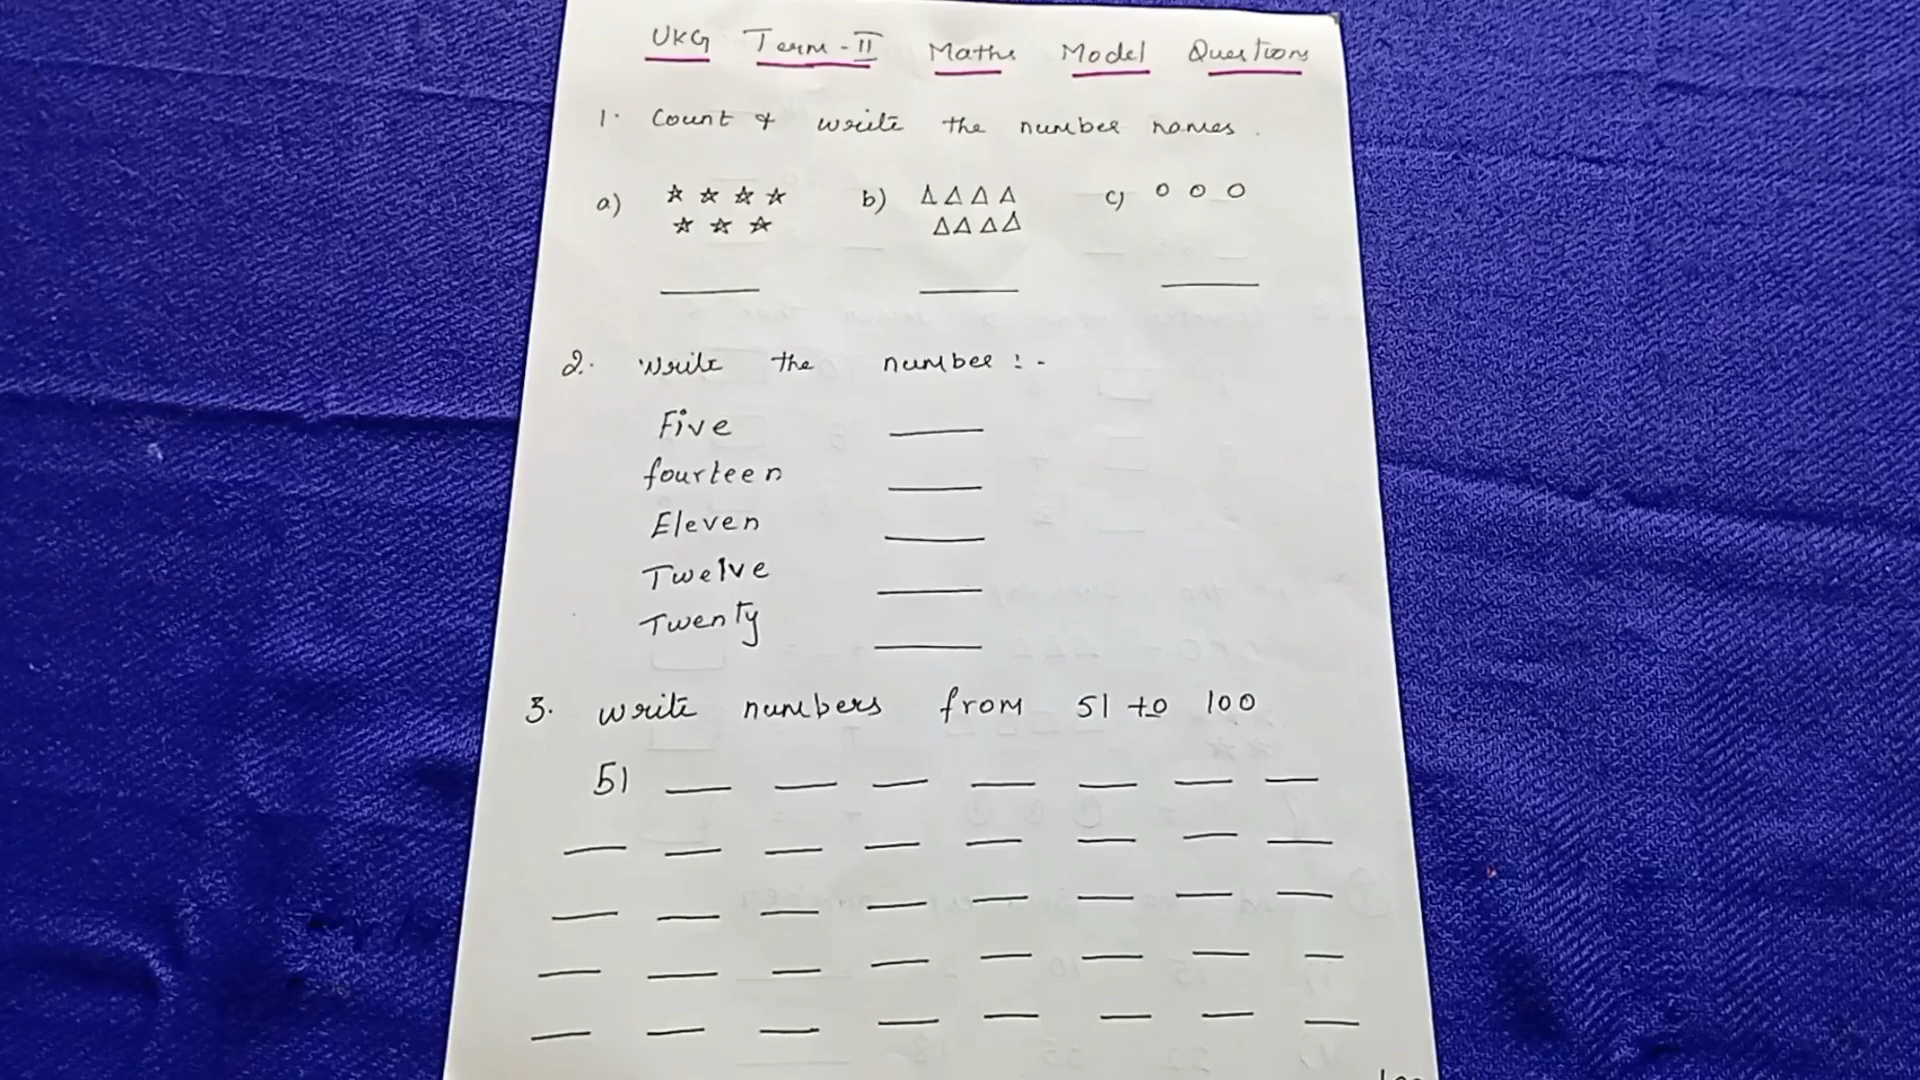 UKG Term-II Maths Model Questions
1. Count & write the number names.
a) b) c)
2. Write the number :-
Five
fourteen
Eleven
Twelve
Twenty
3. write numbers from 51 to 100
51